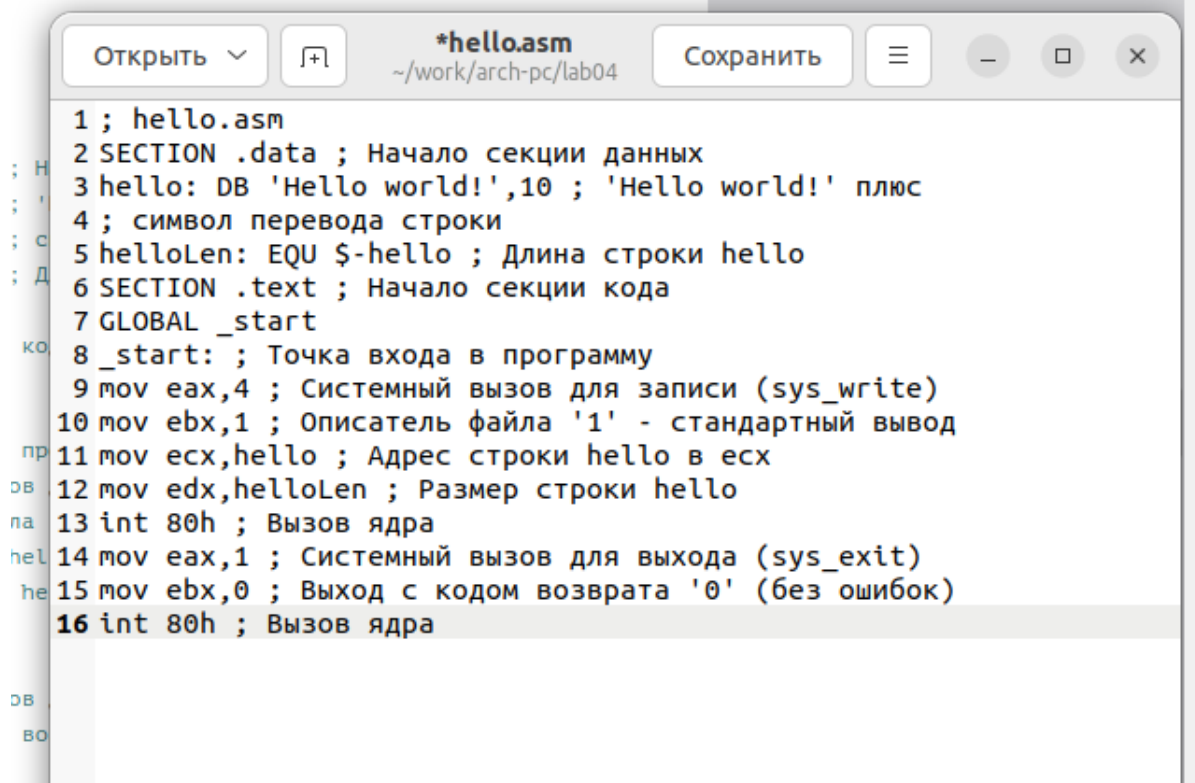 Открыть
*hello.asm
~/work/arch-pc/lab04
Сохранить
1 ; hello.asm
2 SECTION .data ; Начало секции данных
3 hello: DB 'Hello world!',10 ; 'Hello world!' плюс
4 ; символ перевода строки
5 helloLen: EQU $-hello ; Длина строки hello
6 SECTION .text ; Начало секции кода
7 GLOBAL _start
8 _start: ; Точка входа в программу
9 mov eax,4 ; Системный вызов для записи (sys_write)
10 mov ebx,1 ; Описатель файла '1' - стандартный вывод
11 mov ecx,hello ; Адрес строки hello в ecx
12 mov edx,helloLen ; Размер строки hello
13 int 80h ; Вызов ядра
14 mov eax,1 ; Системный вызов для выхода (sys_exit)
15 mov ebx,0 ; Выход с кодом возврата '0' (без ошибок)
16 int 80h ; Вызов ядра